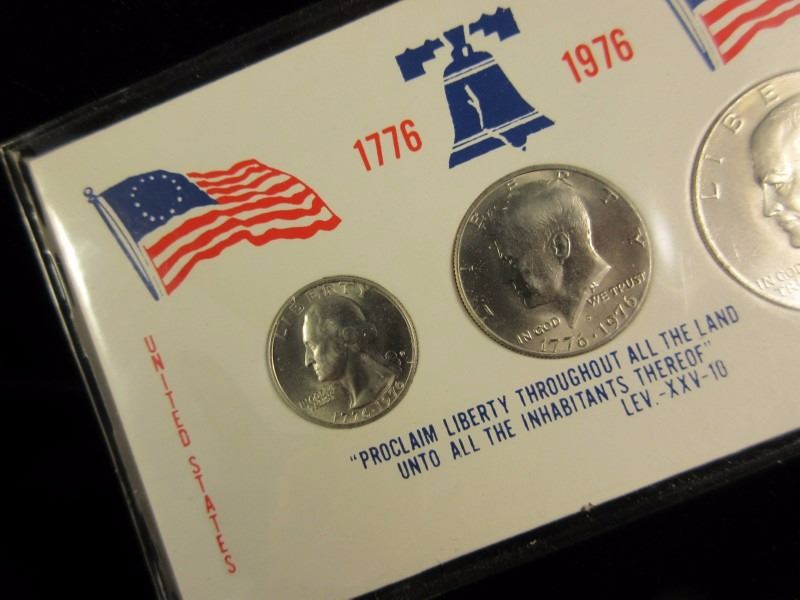 1776
1976
UNITED STATES
LIBERTY
IN GOD WE TRUST
1776-1976
LIBERTY
IN GOD WE TRUST
1776·1976
LIBE
IN GOD
"PROCLAIM LIBERTY THROUGHOUT ALL THE LAND
UNTO ALL THE INHABITANTS THEREOF"
LEV.-XXV-10